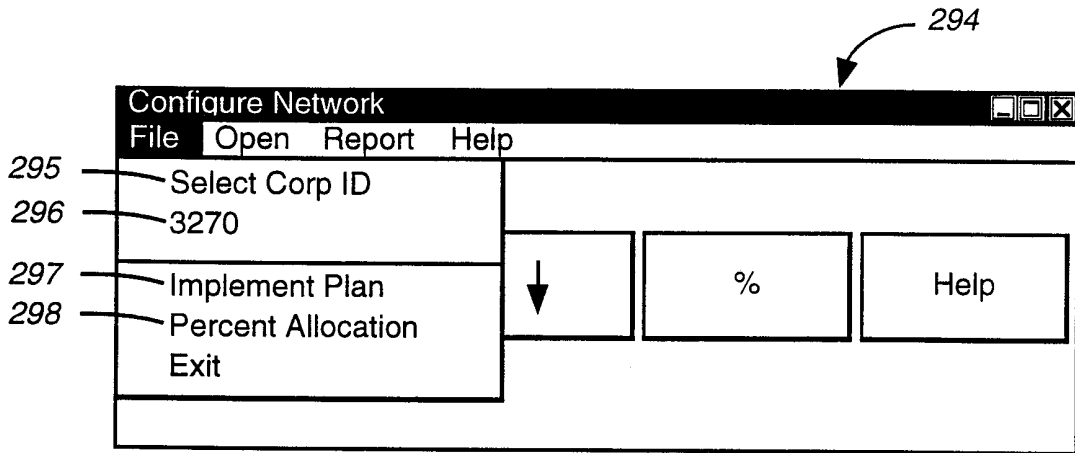 294
Configure Network
File Open Report Help
295 Select Corp ID
296 3270
297 Implement Plan
298 Percent Allocation
Exit
% Help